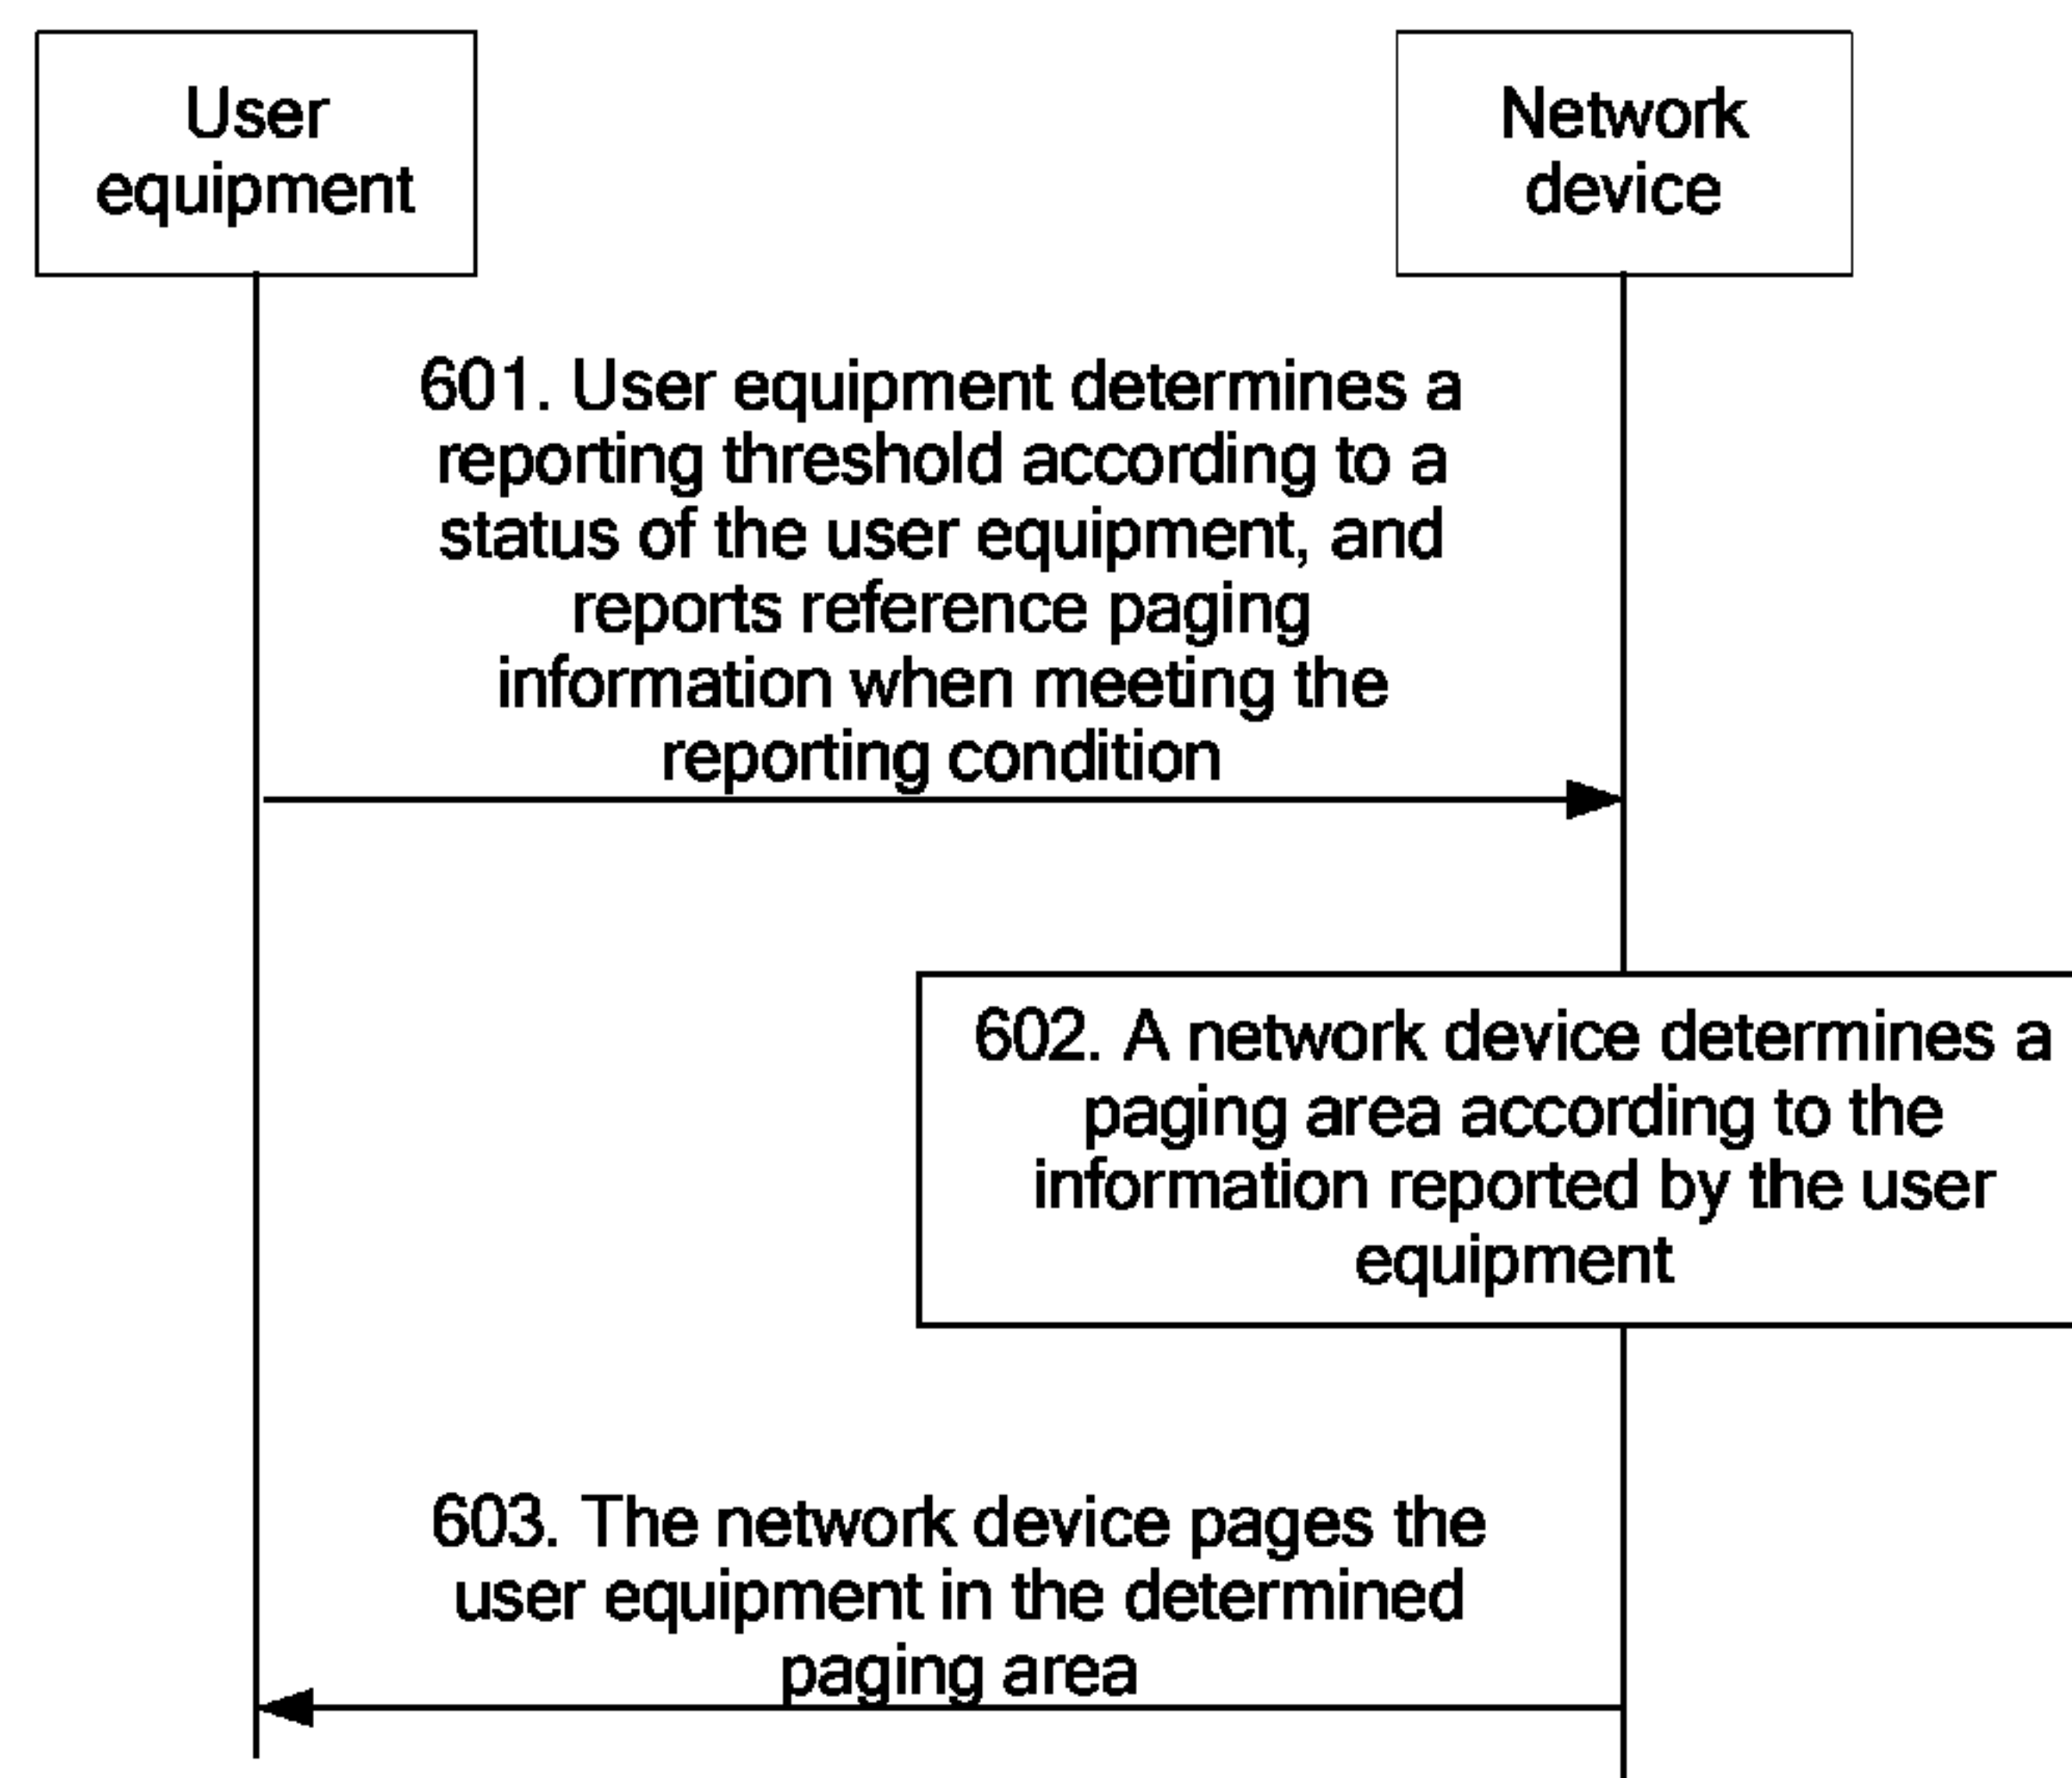 User
equipment
Network
device
601. User equipment determines a
reporting threshold according to a
status of the user equipment, and
reports reference paging
information when meeting the
reporting condition
602. A network device determines a
paging area according to the
information reported by the user
equipment
603. The network device pages the
user equipment in the determined
paging area